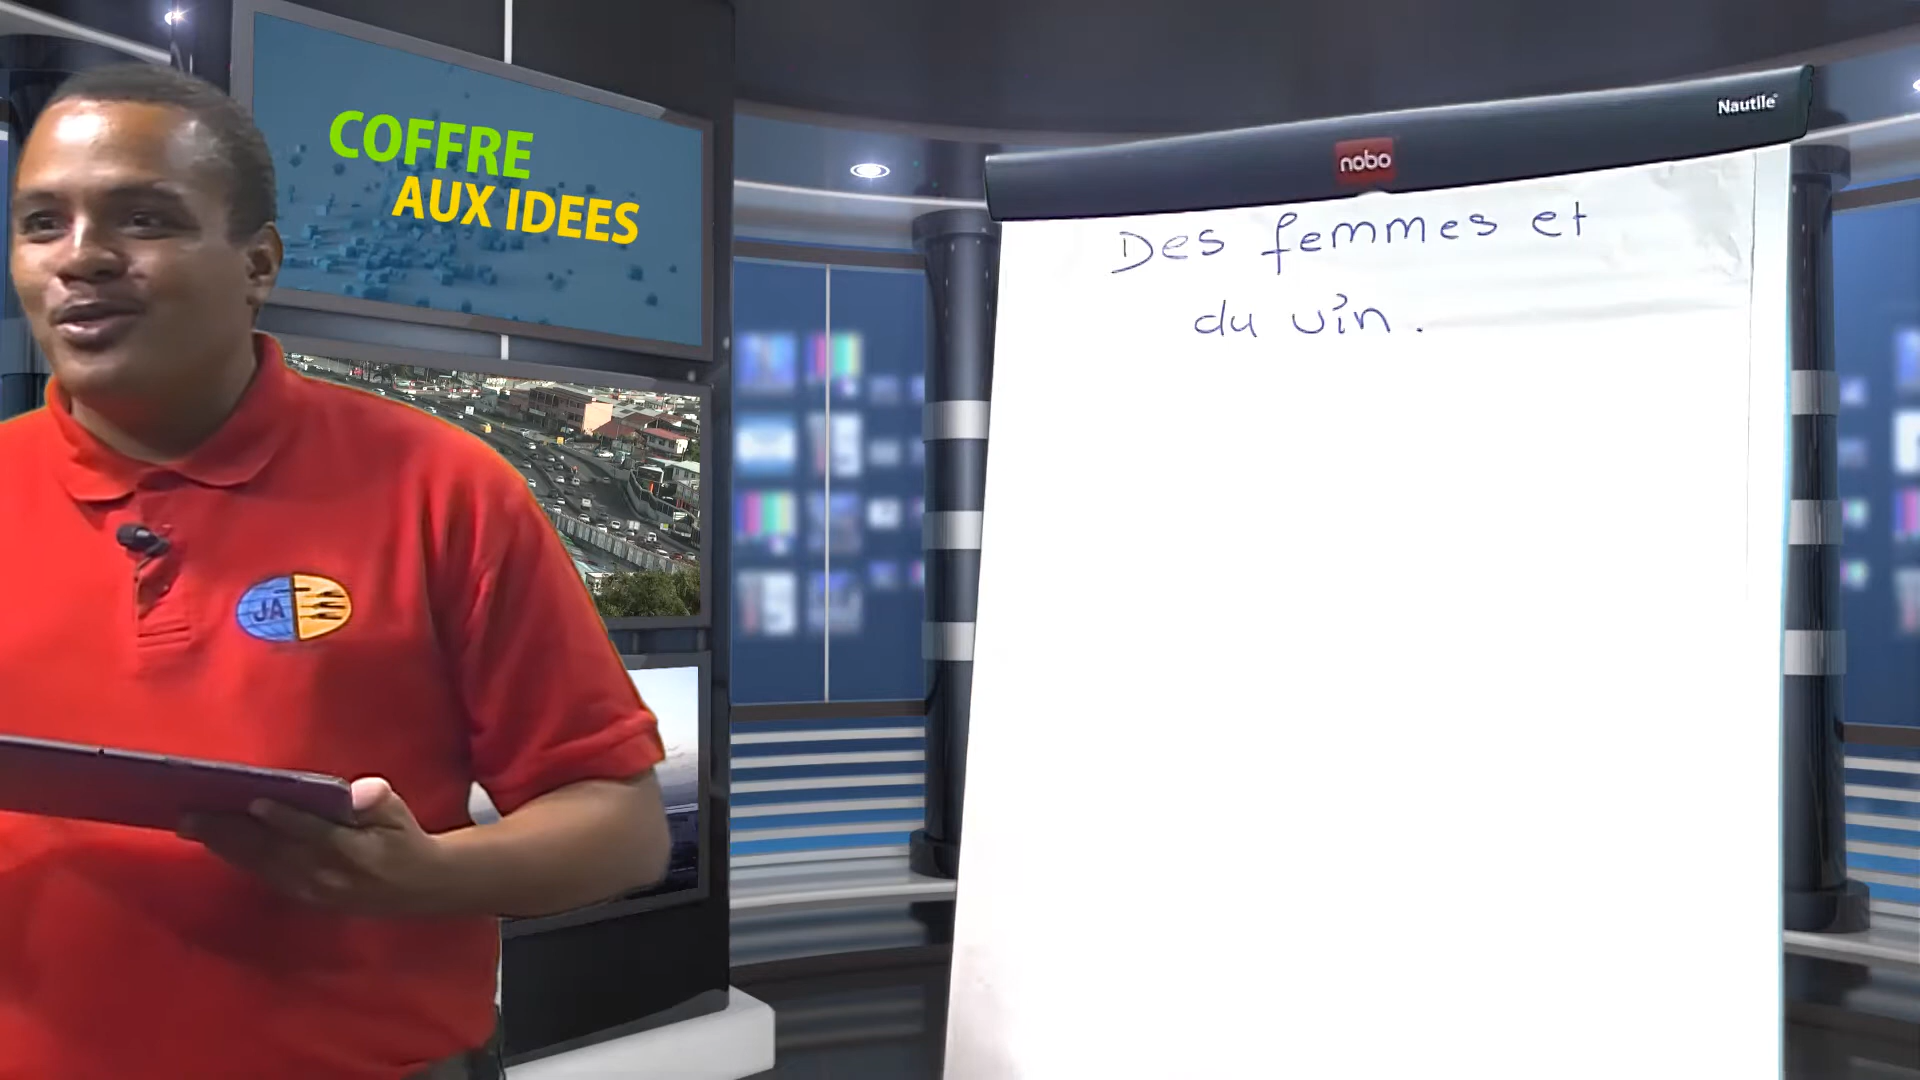 COFFRE
AUX IDEES
Nautile
nobo
Des femmes et
du vin.
JA